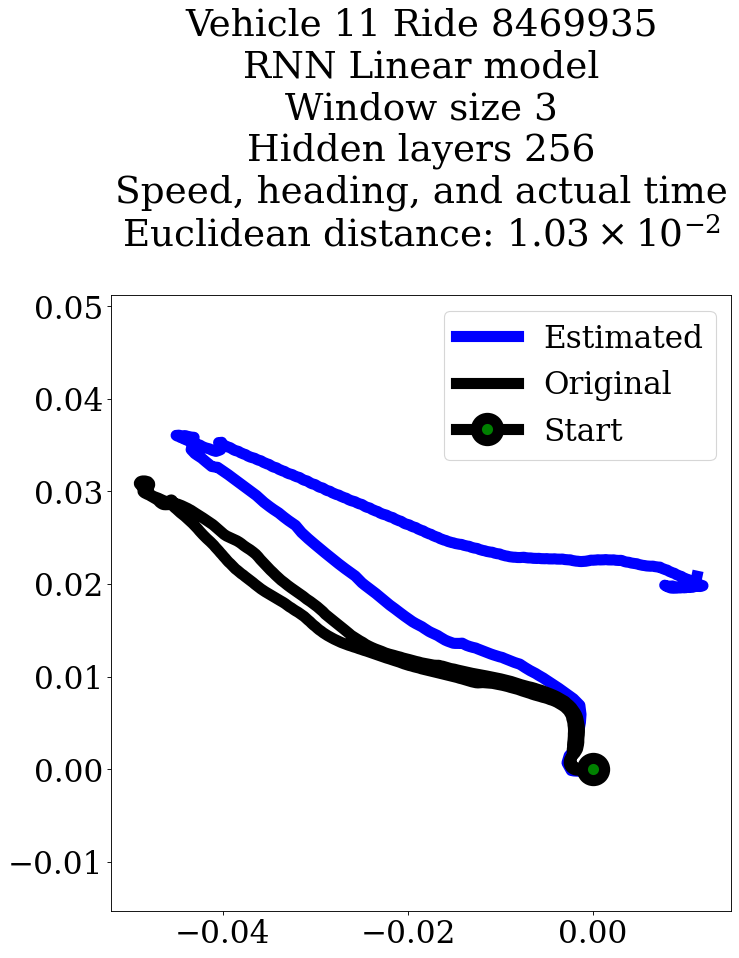 Vehicle 11 Ride 8469935
RNN Linear model
Window size 3
Hidden layers 256
Speed, heading, and actual time
Euclidean distance: 1.03 × 10⁻²
0.05
0.04
0.03
0.02
0.01
0.00
−0.01
Estimated
Original
Start
−0.04 −0.02 0.00